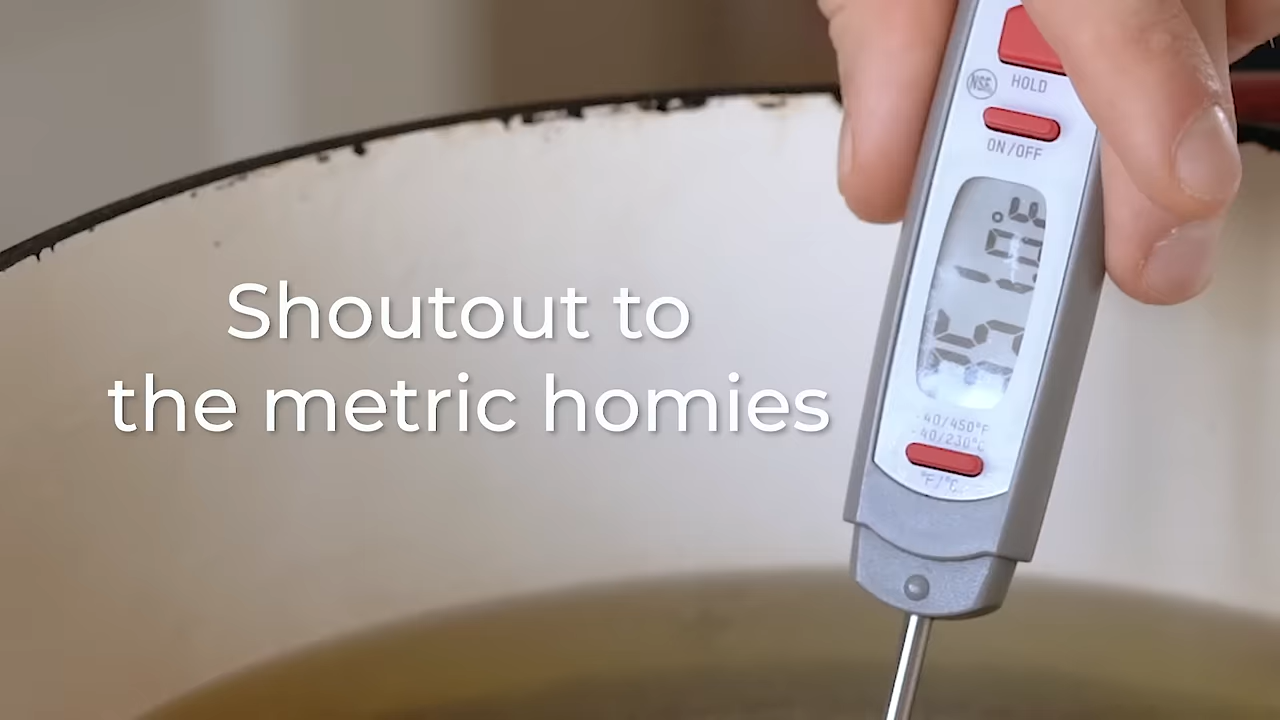 NSF
HOLD
ON/OFF
Shoutout to
the metric homies
-40/450°F
-40/230°C
°F/°C